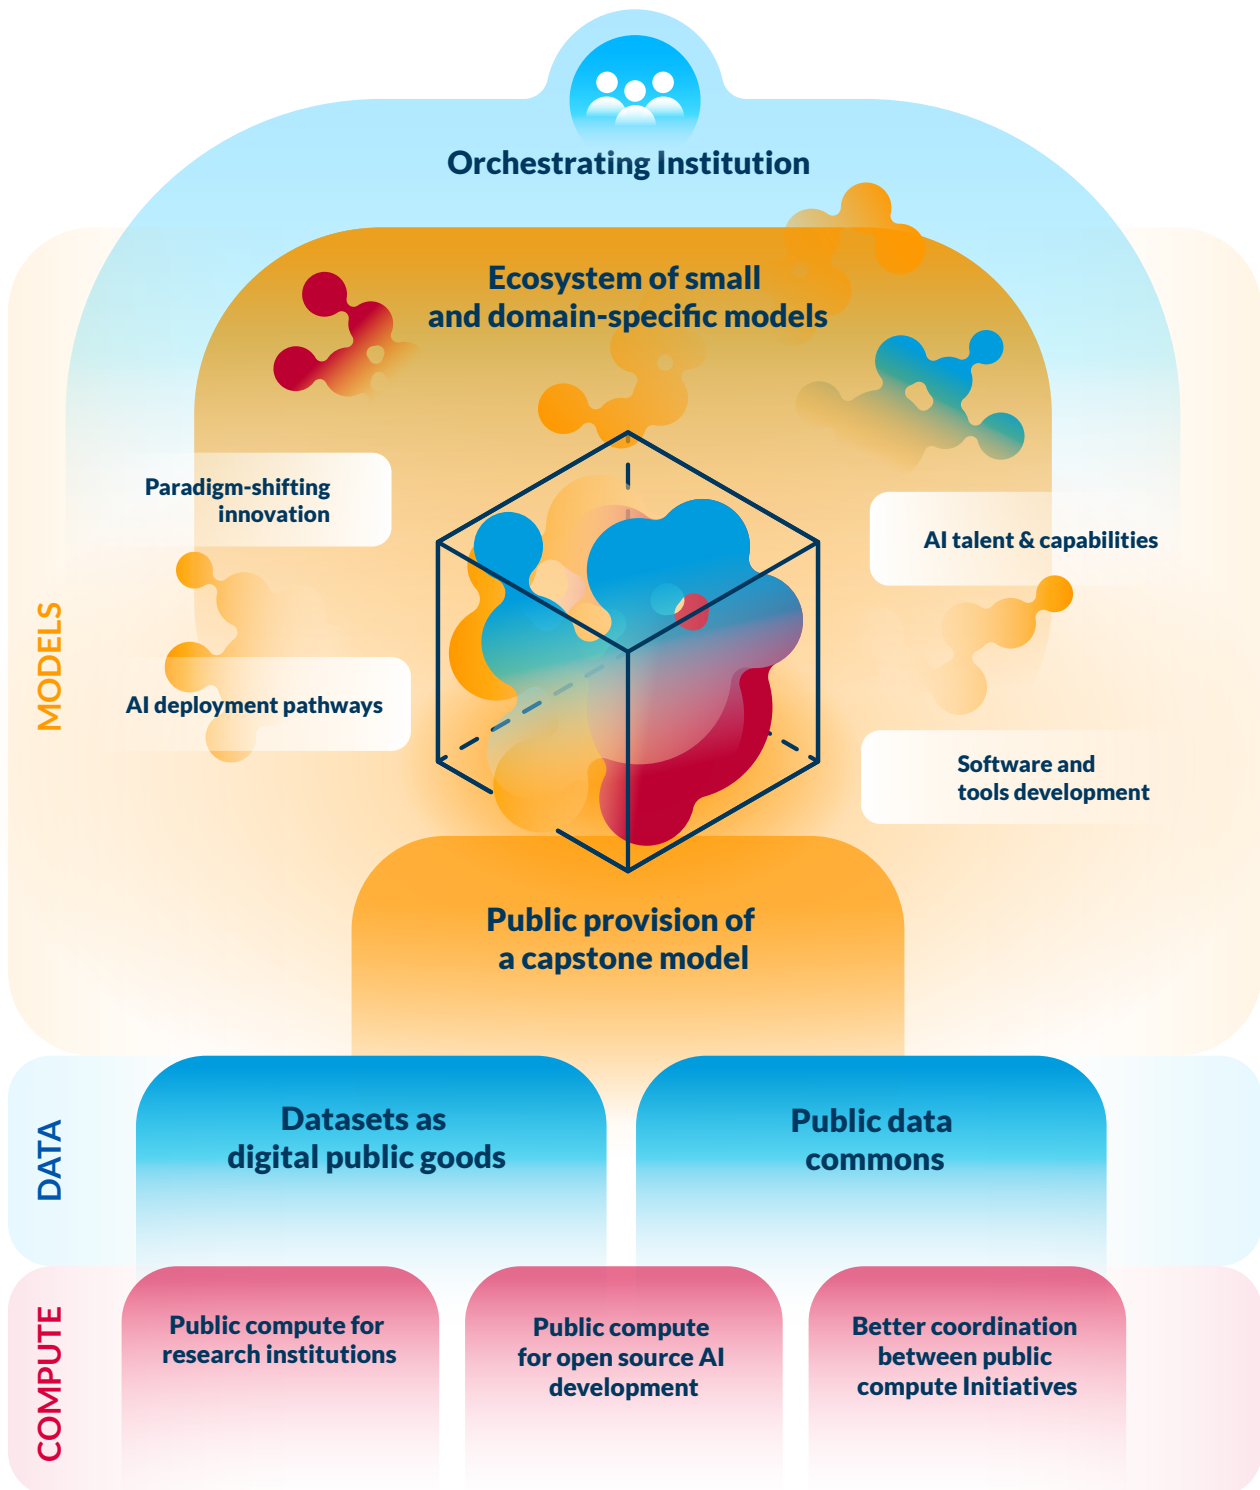 Orchestrating Institution
Ecosystem of small
and domain-specific models
Paradigm-shifting
innovation
AI talent & capabilities
MODELS
AI deployment pathways
Software and
tools development
Public provision of
a capstone model
DATA
Datasets as
digital public goods
Public data
commons
COMPUTE
Public compute for
research institutions
Public compute
for open source AI
development
Better coordination
between public
compute Initiatives